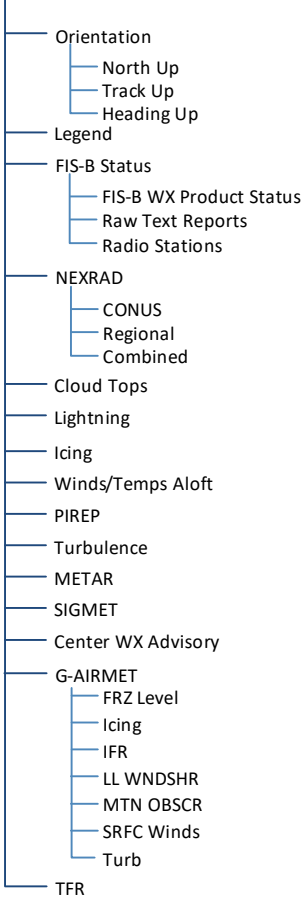 Orientation
North Up
Track Up
Heading Up
Legend
FIS-B Status
FIS-B WX Product Status
Raw Text Reports
Radio Stations
NEXRAD
CONUS
Regional
Combined
Cloud Tops
Lightning
Icing
Winds/Temps Aloft
PIREP
Turbulence
METAR
SIGMET
Center WX Advisory
G-AIRMET
FRZ Level
Icing
IFR
LL WNDSHR
MTN OBSCR
SRFC Winds
Turb
TFR